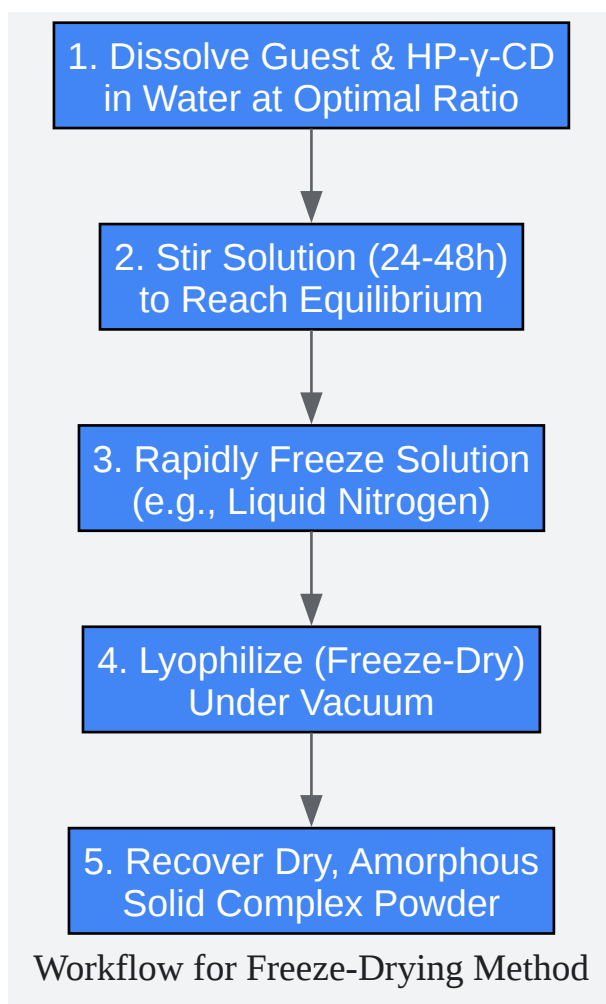 1. Dissolve Guest & HP-γ-CD
in Water at Optimal Ratio
2. Stir Solution (24-48h)
to Reach Equilibrium
3. Rapidly Freeze Solution
(e.g., Liquid Nitrogen)
4. Lyophilize (Freeze-Dry)
Under Vacuum
5. Recover Dry, Amorphous
Solid Complex Powder
Workflow for Freeze-Drying Method